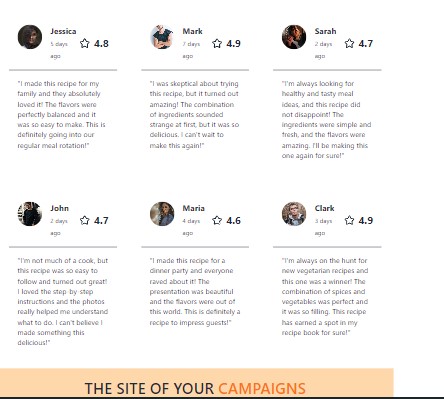 Jessica
5 days ago
4.8
"I made this recipe for my
family and they absolutely
loved it! The flavors were
perfectly balanced and it
was so easy to make. This is
definitely going into our
regular meal rotation!"
Mark
7 days ago
4.9
"I was skeptical about trying
this recipe, but it turned out
amazing! The combination
of ingredients sounded
strange at first, but it was so
delicious. I can't wait to
make this again!"
Sarah
2 days ago
4.7
"I'm always looking for
healthy and tasty meal
ideas, and this recipe did
not disappoint! The
ingredients were simple and
fresh, and the flavors were
amazing. I'll be making this
one again for sure!"
John
2 days ago
4.7
"I'm not much of a cook, but
this recipe was so easy to
follow and turned out great!
I loved the step-by-step
instructions and the photos
really helped me understand
what to do. I can't believe I
made something this
delicious!"
Maria
4 days ago
4.6
"I made this recipe for a
dinner party and everyone
raved about it! The
presentation was beautiful
and the flavors were out of
this world. This is definitely a
recipe to impress guests!"
Clark
3 days ago
4.9
"I'm always on the hunt for
new vegetarian recipes and
this one was a winner! The
combination of spices and
vegetables was perfect and
it was so filling. This recipe
has earned a spot in my
recipe book for sure!"
THE SITE OF YOUR CAMPAIGNS